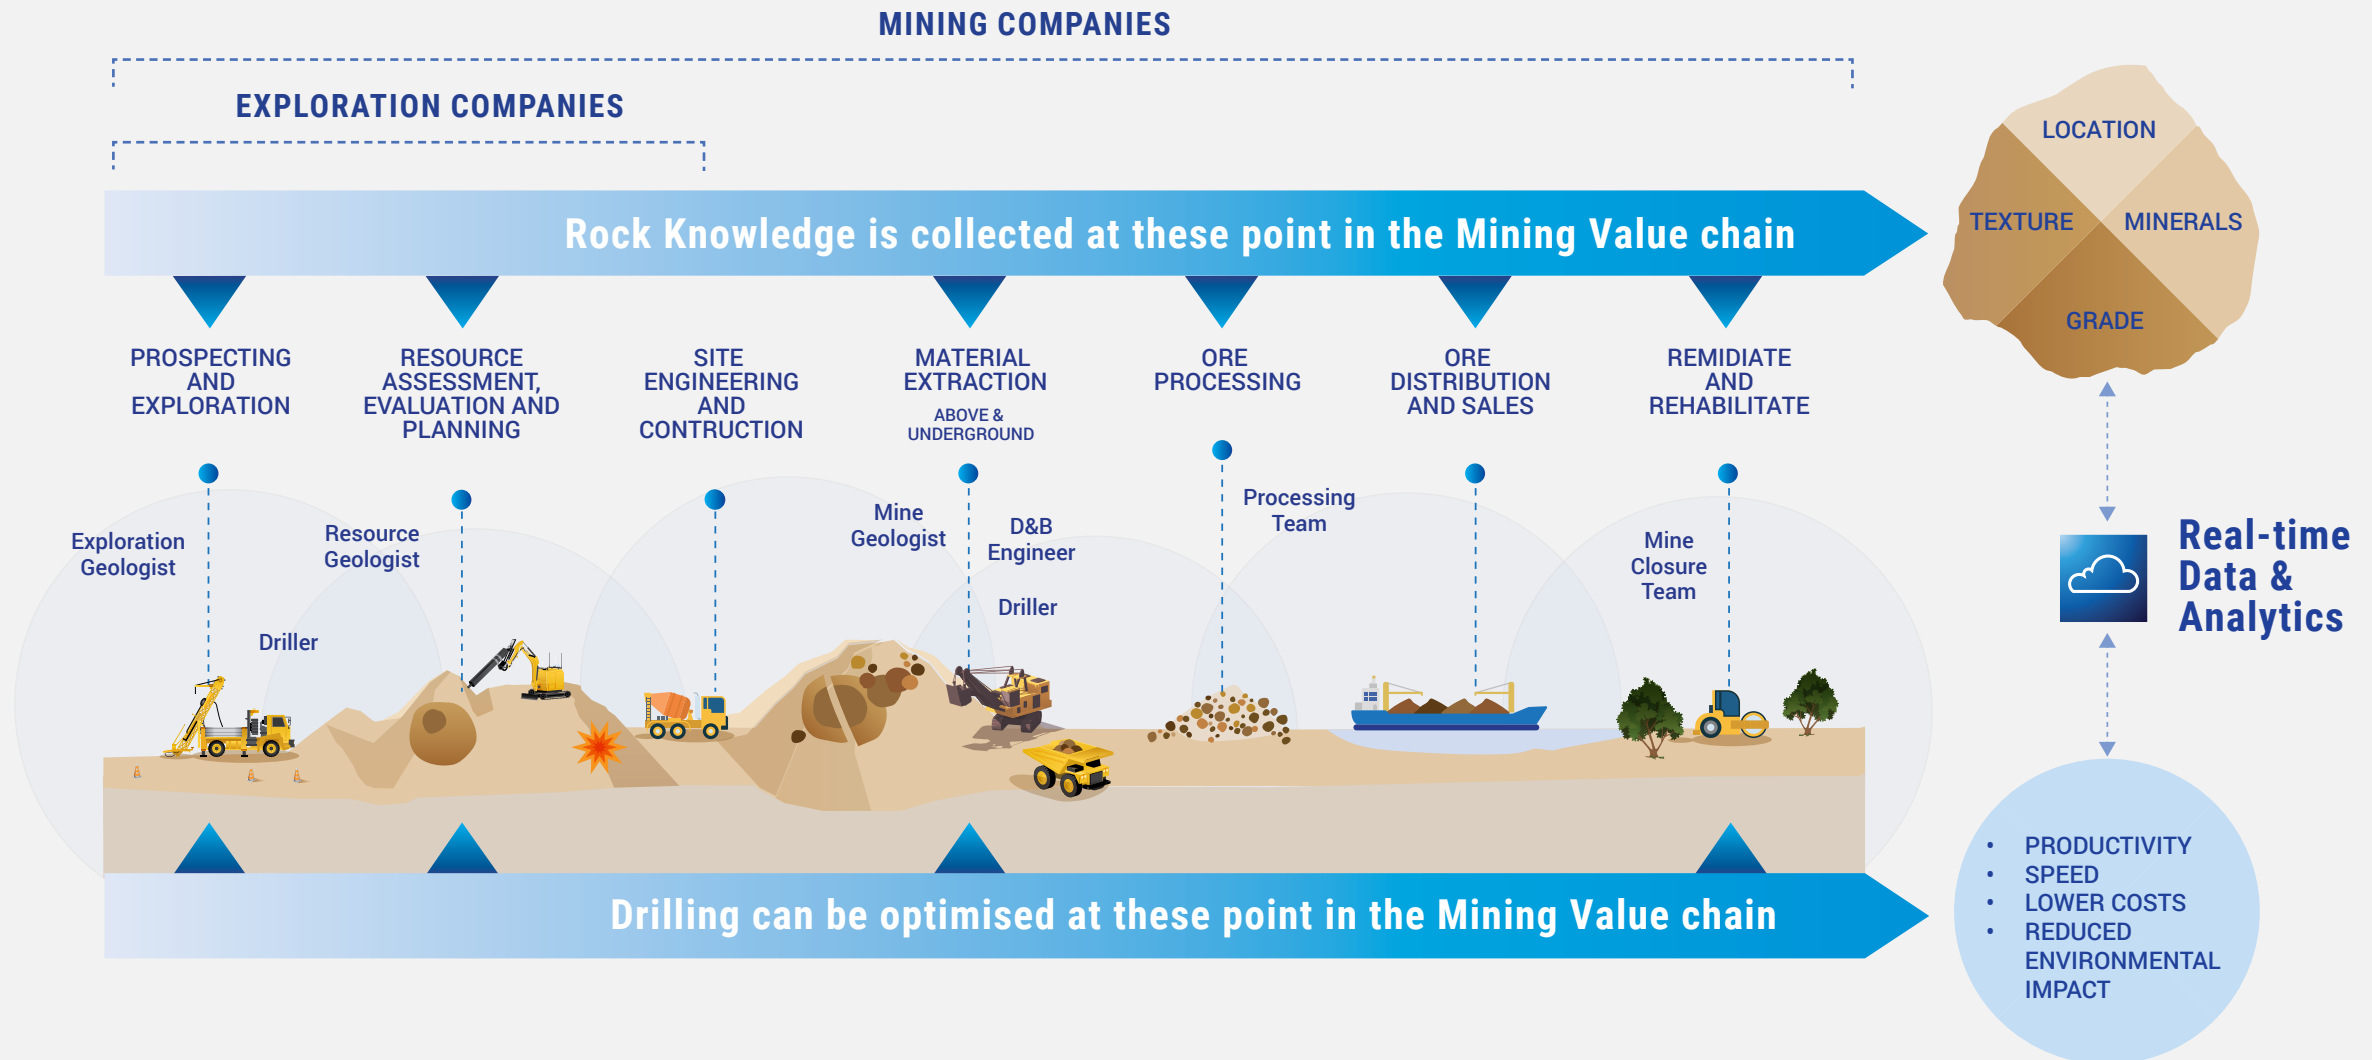 MINING COMPANIES
EXPLORATION COMPANIES
Rock Knowledge is collected at these point in the Mining Value chain
PROSPECTING
AND
EXPLORATION
RESOURCE
ASSESSMENT,
EVALUATION AND
PLANNING
SITE
ENGINEERING
AND
CONTRUCTION
MATERIAL
EXTRACTION
ABOVE &
UNDERGROUND
ORE
PROCESSING
ORE
DISTRIBUTION
AND SALES
REMIDIATE
AND
REHABILITATE
Exploration
Geologist
Driller
Resource
Geologist
Mine
Geologist
D&B
Engineer
Driller
Processing
Team
Mine
Closure
Team
Drilling can be optimised at these point in the Mining Value chain
LOCATION
TEXTURE
MINERALS
GRADE
Real-time
Data &
Analytics
• PRODUCTIVITY
• SPEED
• LOWER COSTS
• REDUCED
ENVIRONMENTAL
IMPACT